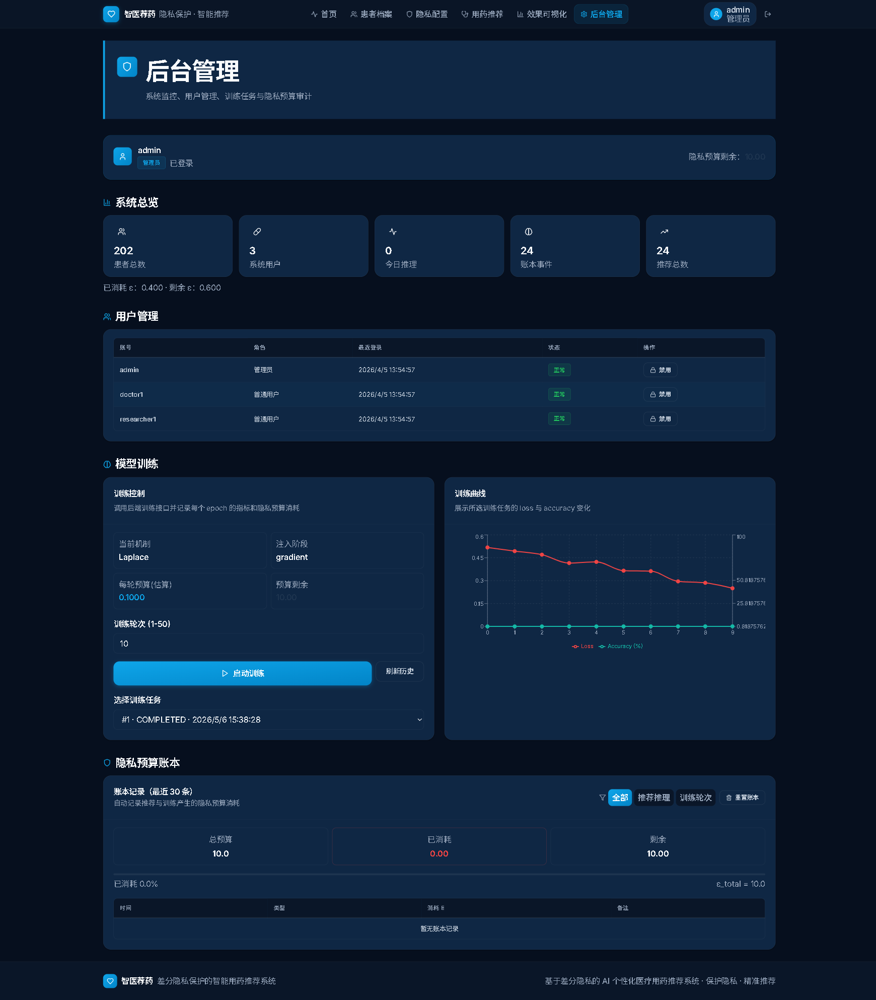 智医荐药 隐私保护 · 智能推荐
首页 患者档案 隐私配置 用药推荐 效果可视化 后台管理
admin
管理员
后台管理
系统监控、用户管理、训练任务与隐私预算审计
admin
管理员 已登录
隐私预算剩余： 10.00
系统总览
202
患者总数
3
系统用户
0
今日推理
24
账本事件
24
推荐总数
已消耗 ε：0.400 · 剩余 ε：0.600
用户管理
账号 角色 最近登录 状态 操作
admin 管理员 2026/4/5 13:54:57 正常 禁用
doctor1 普通用户 2026/4/5 13:54:57 正常 禁用
researcher1 普通用户 2026/4/5 13:54:57 正常 禁用
模型训练
训练控制
调用后端训练接口并记录每个 epoch 的指标和隐私预算消耗
当前机制
Laplace
注入阶段
gradient
每轮预算(估算)
0.1000
预算剩余
10.00
训练轮次 (1-50)
10
启动训练 刷新历史
选择训练任务
#1 · COMPLETED · 2026/5/6 15:38:28
训练曲线
展示所选训练任务的 loss 与 accuracy 变化
0.6 100
0.45
0.3 50.8187576
0.15 25.8187576
0 0.81875762
0 1 2 3 4 5 6 7 8 9
Loss Accuracy (%)
隐私预算账本
账本记录（最近 30 条）
自动记录推荐与训练产生的隐私预算消耗
全部 推荐推理 训练轮次 重置账本
总预算
10.0
已消耗
0.00
剩余
10.00
已消耗 0.0% ε_total = 10.0
时间 类型 消耗 Ε 备注
暂无账本记录
智医荐药 差分隐私保护的智能用药推荐系统
基于差分隐私的 AI 个性化医疗用药推荐系统 · 保护隐私 · 精准推荐